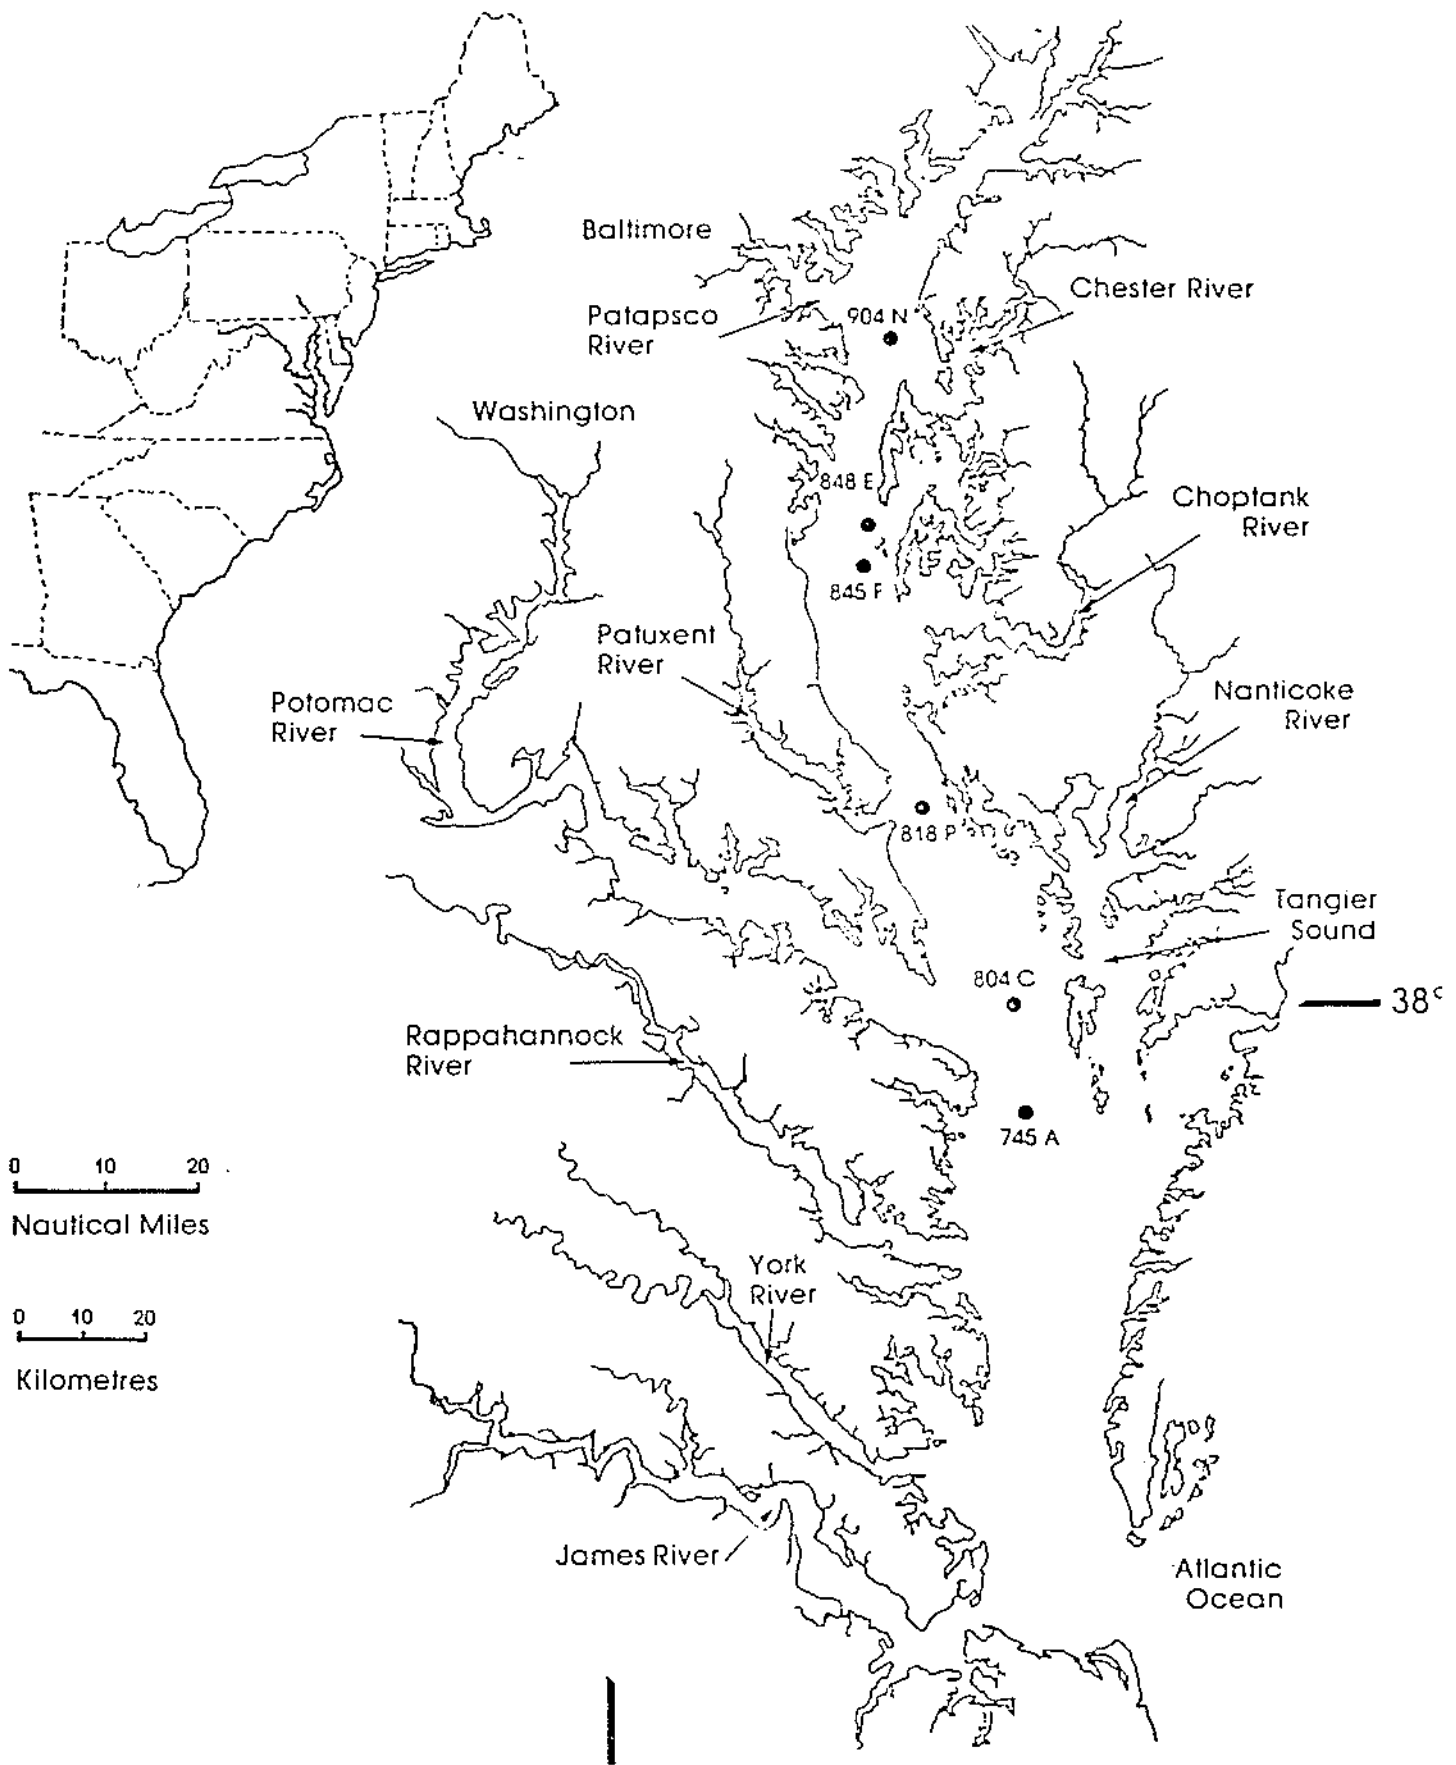 Baltimore
Chester River
Patapsco
River
904 N
Washington
848 E
Choptank
River
845 F
Patuxent
River
Nanticoke
River
Potomac
River
818 P
Tangier
Sound
804 C
38°
Rappahannock
River
745 A
0 10 20
Nautical Miles
York
River
0 10 20
Kilometres
James River
Atlantic
Ocean